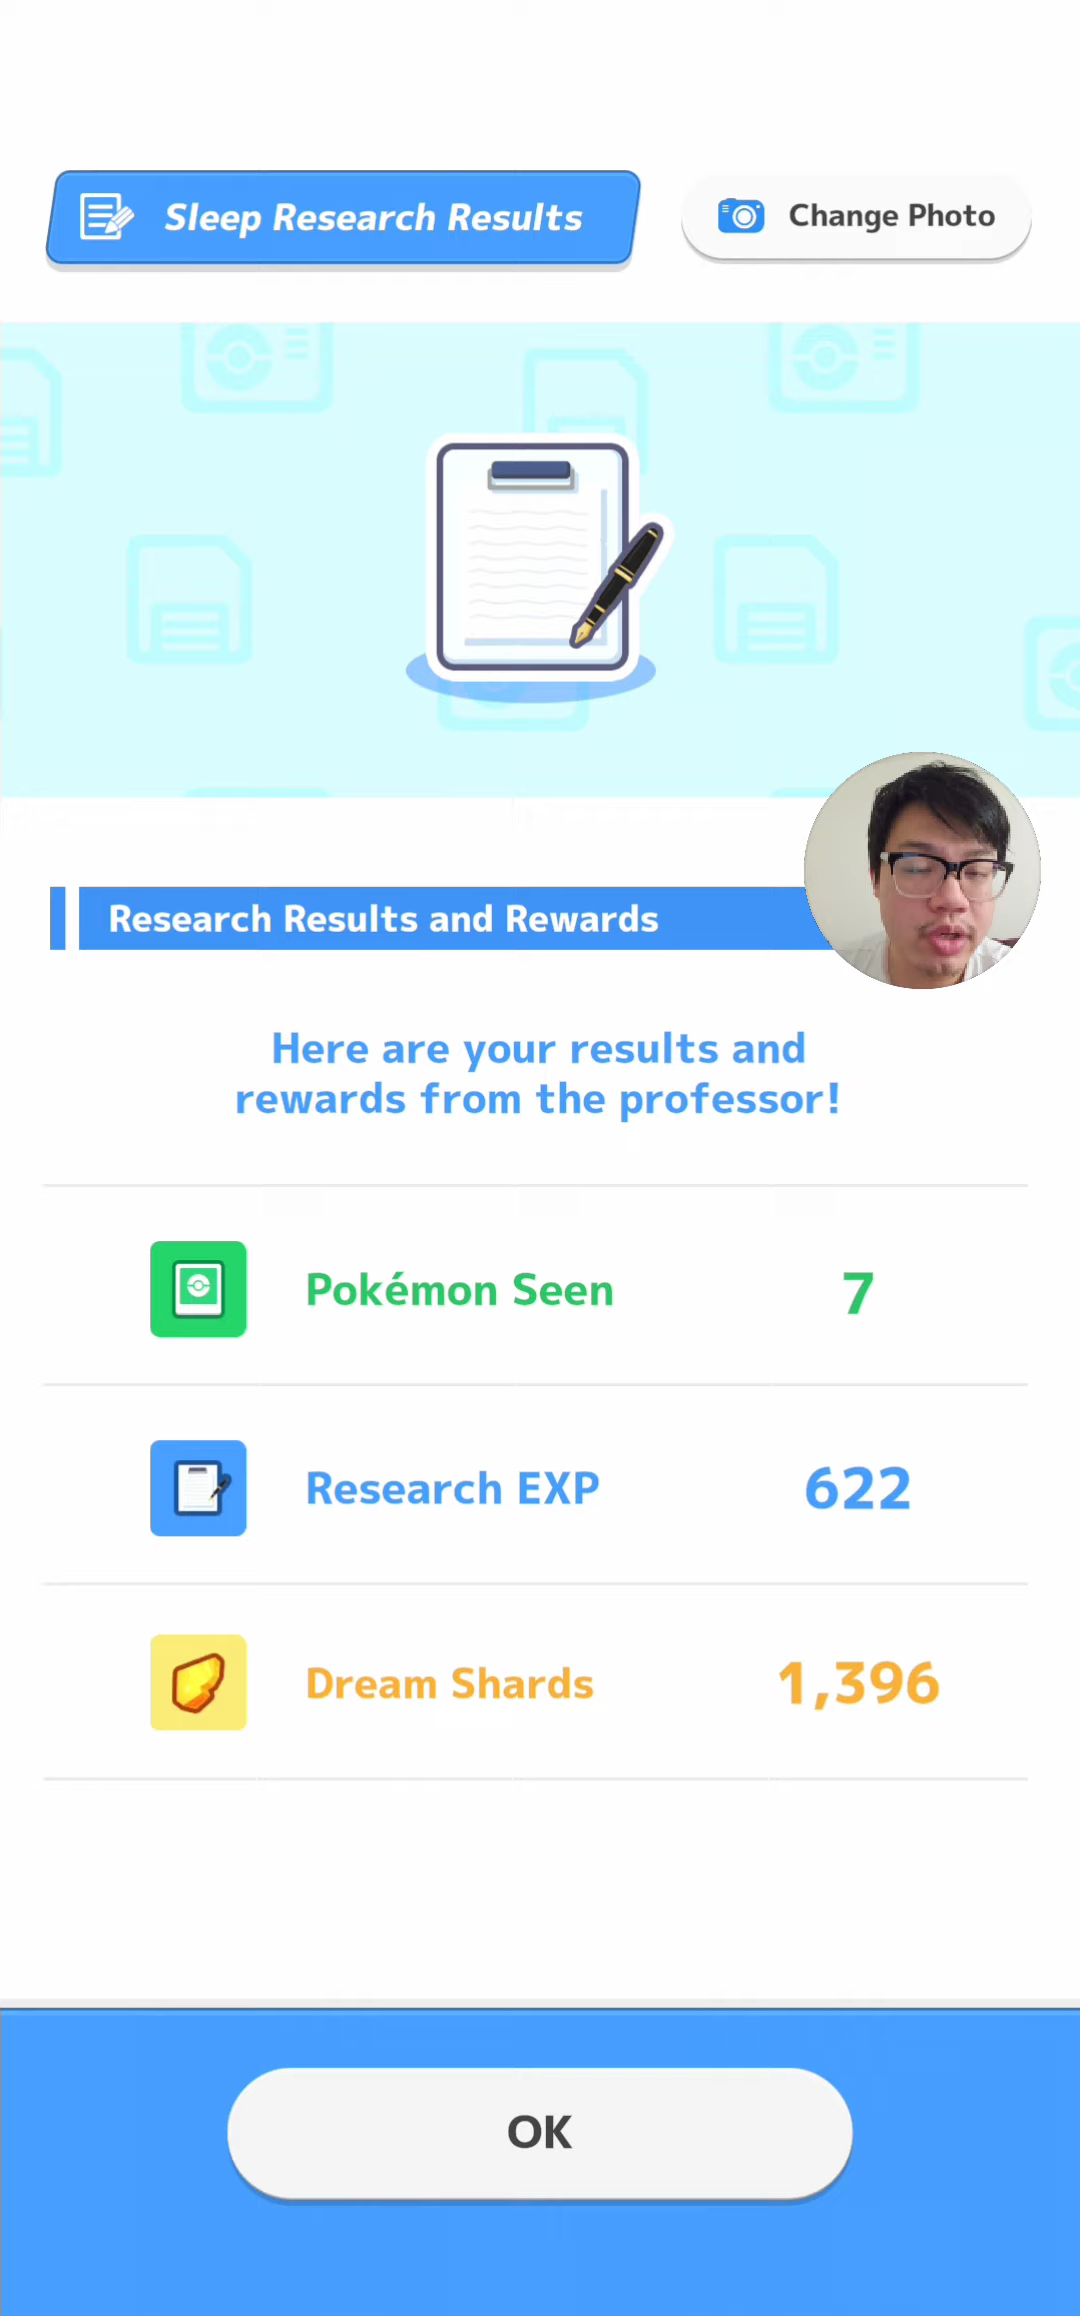 Sleep Research Results
Change Photo
Research Results and Rewards
Here are your results and
rewards from the professor!
Pokémon Seen 7
Research EXP 622
Dream Shards 1,396
OK